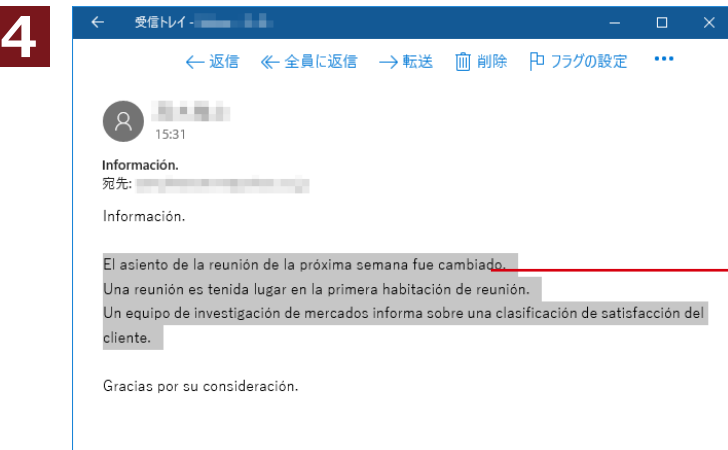 4
受信トレイ -
返信 全員に返信 転送 削除 フラグの設定 •••
15:31
Información.
宛先:
Información.
El asiento de la reunión de la próxima semana fue cambiado.
Una reunión es tenida lugar en la primera habitación de reunión.
Un equipo de investigación de mercados informa sobre una clasificación de satisfacción del
cliente.
Gracias por su consideración.